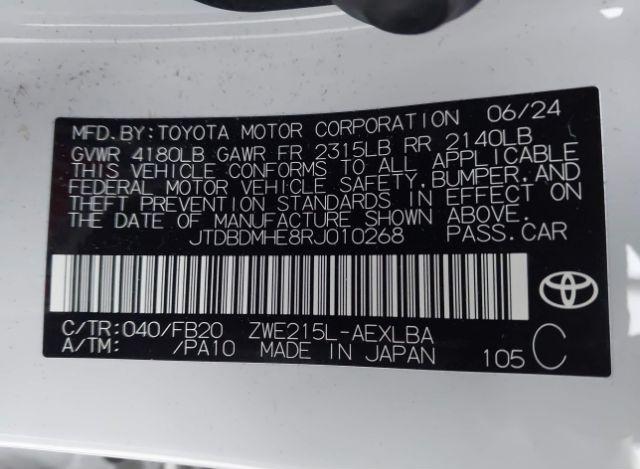 MFD.BY:TOYOTA MOTOR CORPORATION 06/24
GVWR 4180LB GAWR FR 2315LB RR 2140LB
THIS VEHICLE CONFORMS TO ALL APPLICABLE
FEDERAL MOTOR VEHICLE SAFETY,BUMPER,AND
THEFT PREVENTION STANDARDS IN EFFECT ON
THE DATE OF MANUFACTURE SHOWN ABOVE.
JTDBDMHE8RJ010268 PASS.CAR
C/TR:040/FB20 ZWE215L-AEXLBA
A/TM: /PA10 MADE IN JAPAN 105 C